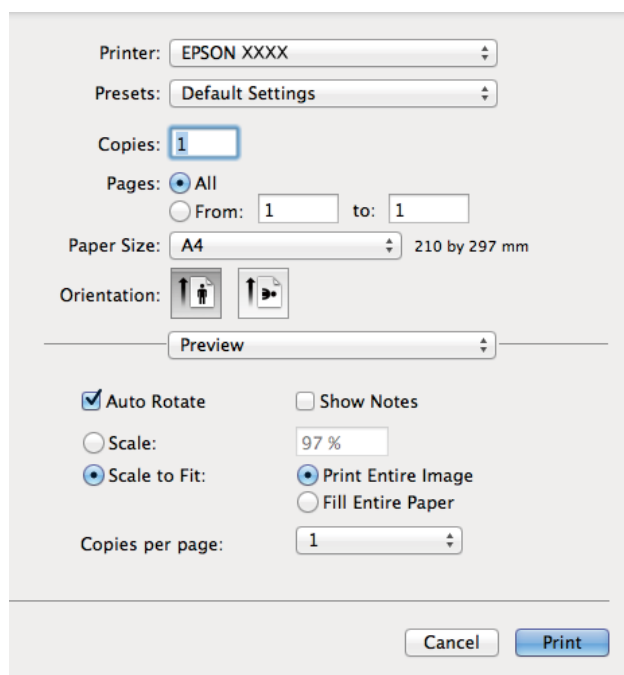 Printer: EPSON XXXX
Presets: Default Settings
Copies: 1
Pages: All
From: 1 to: 1
Paper Size: A4 210 by 297 mm
Orientation:
Preview
Auto Rotate Show Notes
Scale: 97 %
Scale to Fit: Print Entire Image
Fill Entire Paper
Copies per page: 1
Cancel Print